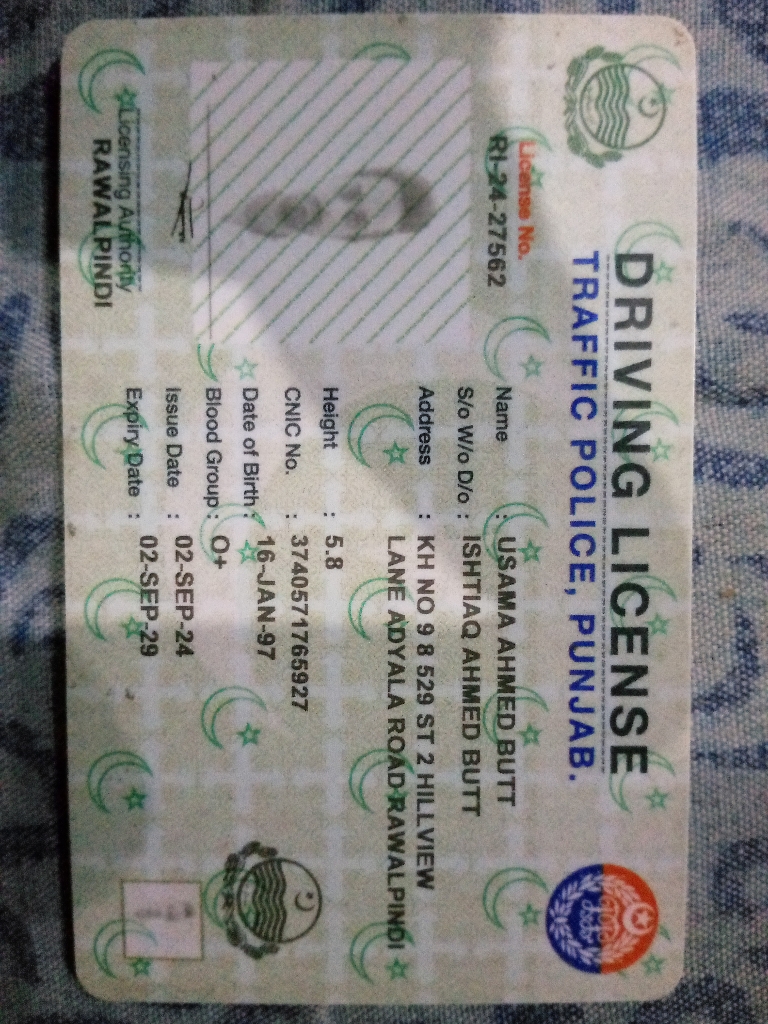 DRIVING LICENSE
TRAFFIC POLICE, PUNJAB.
License No.
RI-24-27562
Name : USAMA AHMED BUTT
S/o W/o D/o : ISHTIAQ AHMED BUTT
Address : KH NO 9 8 529 ST 2 HILLVIEW
LANE ADYALA ROAD RAWALPINDI
Height : 5.8
CNIC No. : 3740571765927
Date of Birth : 16-JAN-97
Blood Group : O+
Issue Date : 02-SEP-24
Expiry Date : 02-SEP-29
Licensing Authority
RAWALPINDI